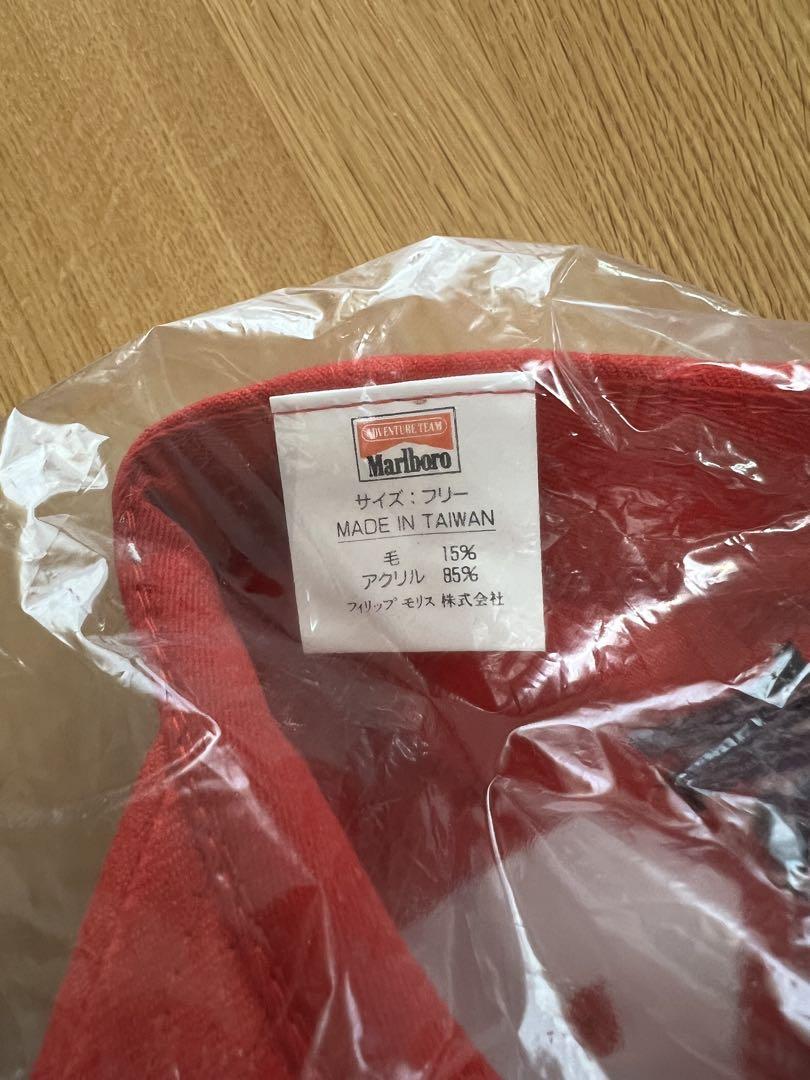 ADVENTURE TEAM
Marlboro
サイズ：フリー
MADE IN TAIWAN
毛 15%
アクリル 85%
フィリップ モリス 株式会社